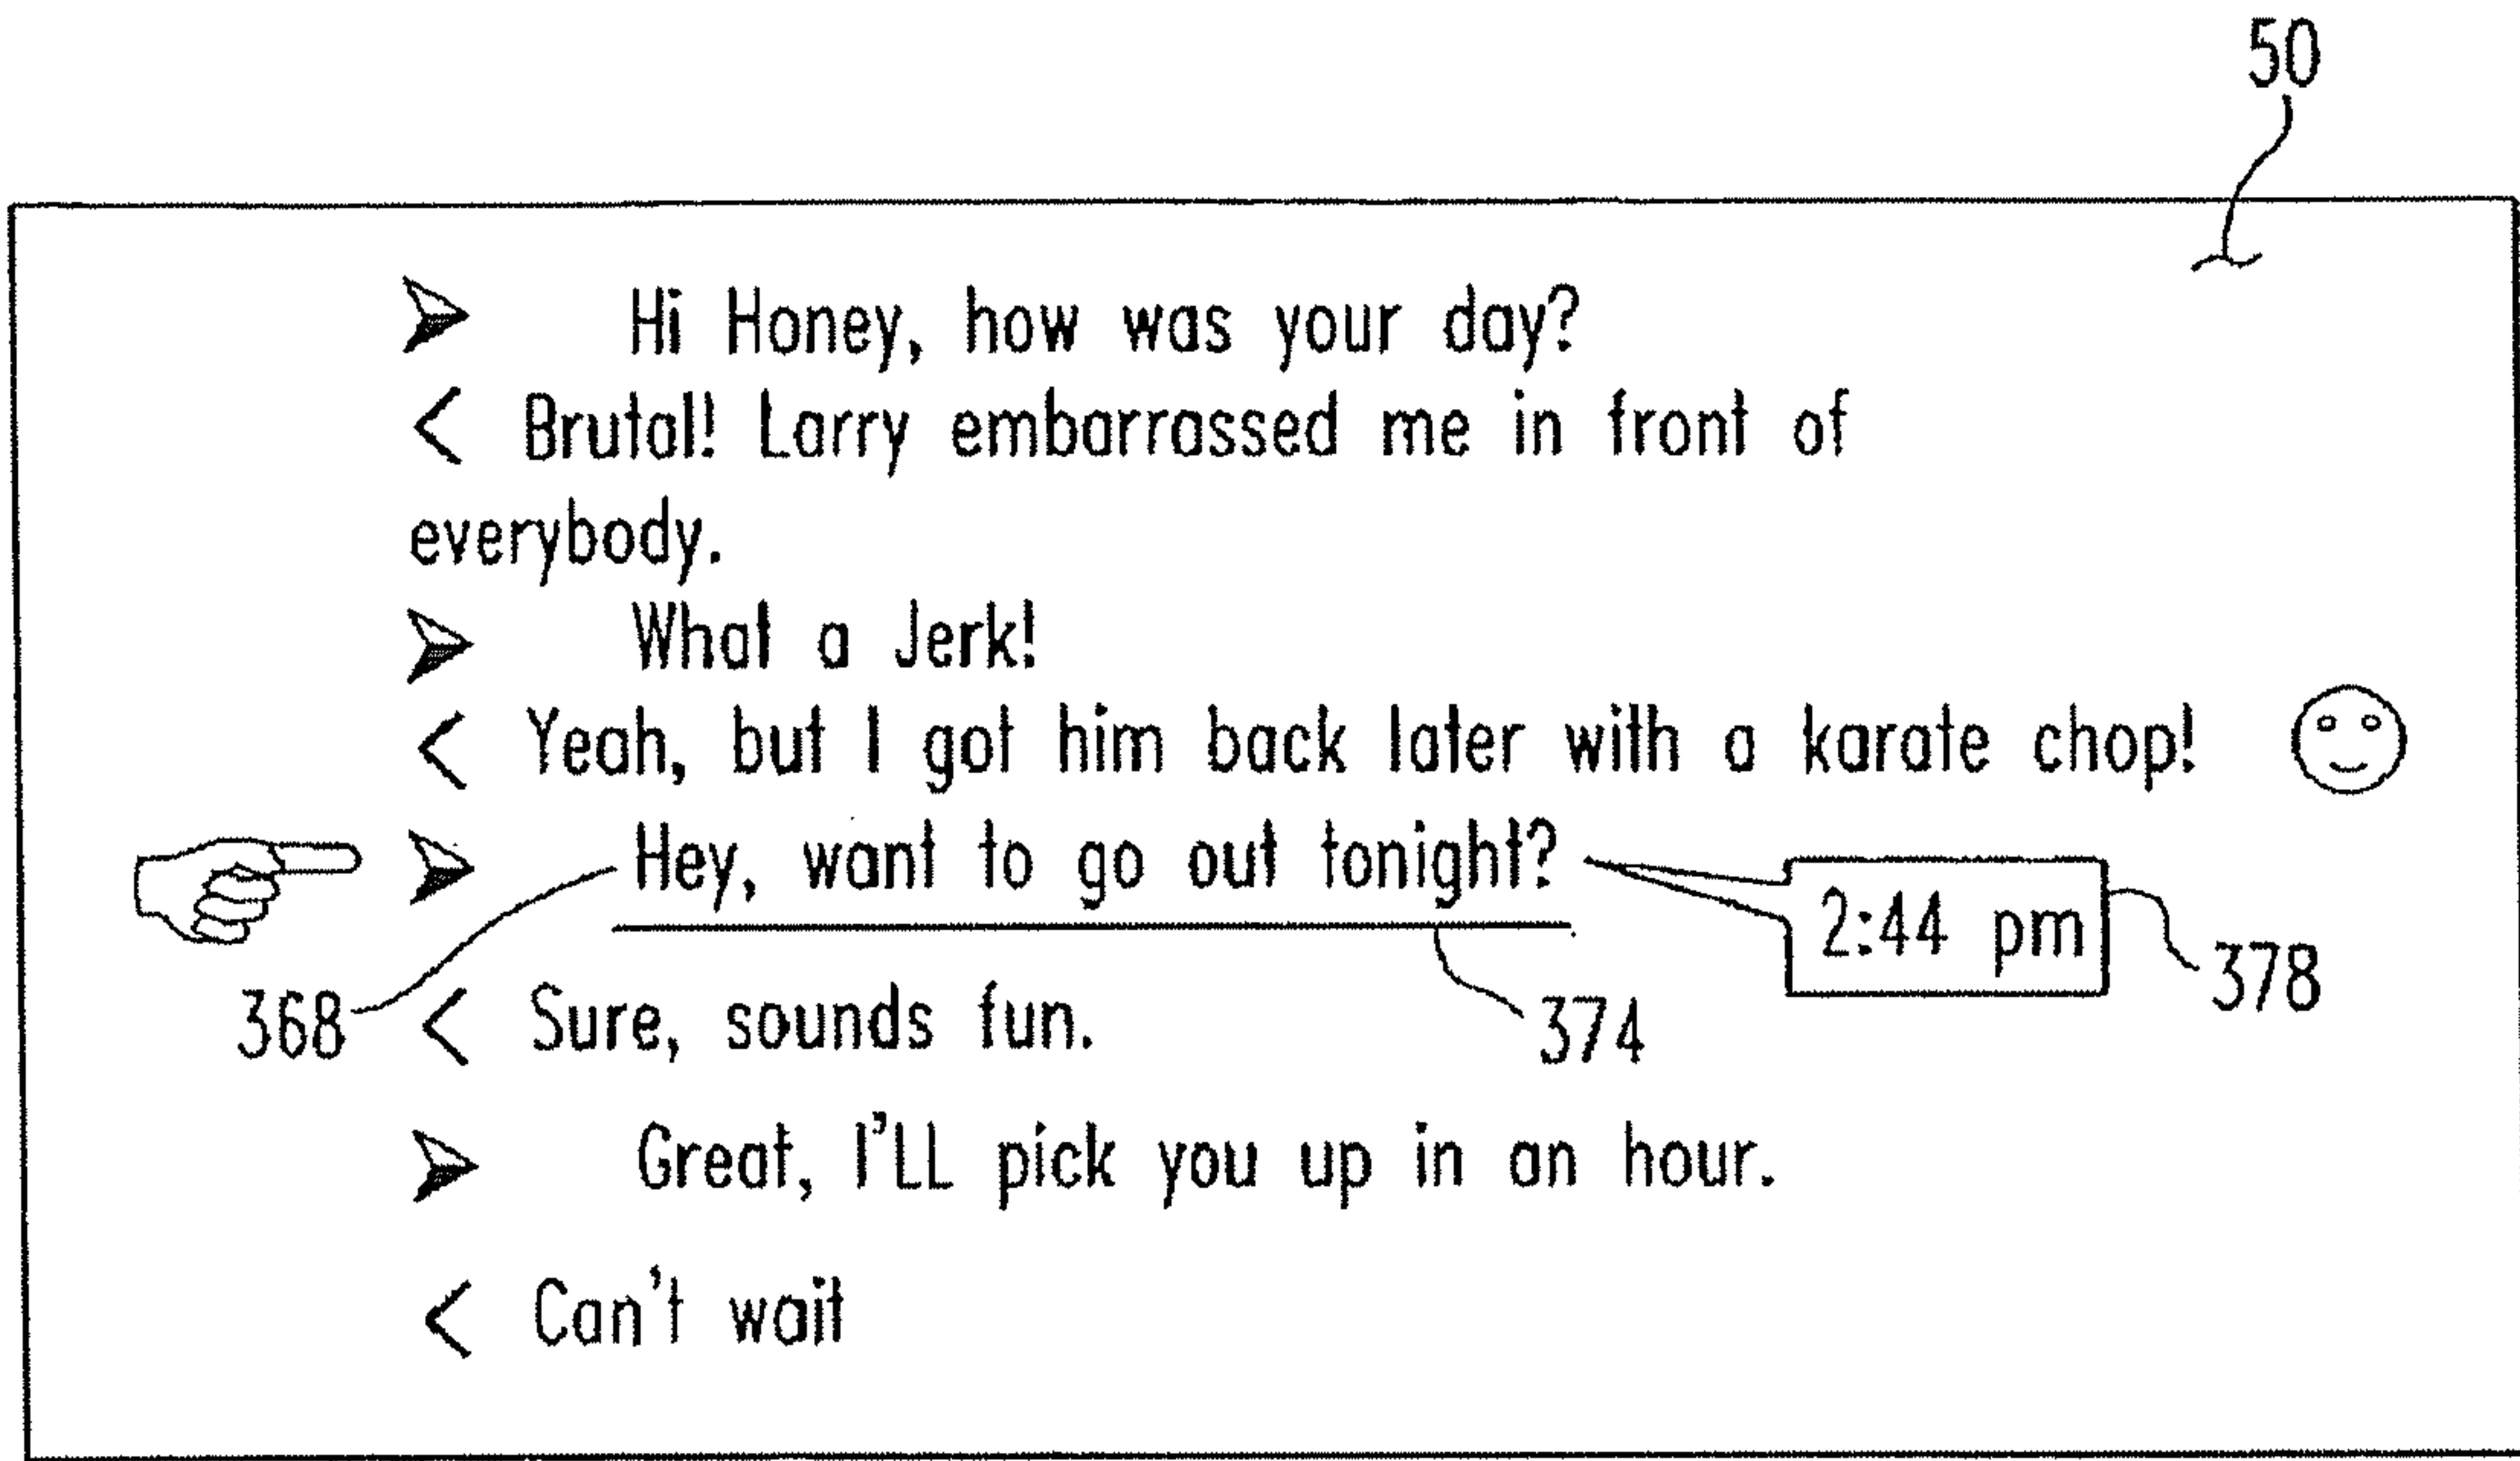 50
➢ Hi Honey, how was your day?
< Brutal! Larry embarrassed me in front of
everybody.
➢ What a Jerk!
< Yeah, but I got him back later with a karate chop! ☺
➢ Hey, want to go out tonight?
2:44 pm
378
368
< Sure, sounds fun.
374
➢ Great, I'LL pick you up in an hour.
< Can't wait